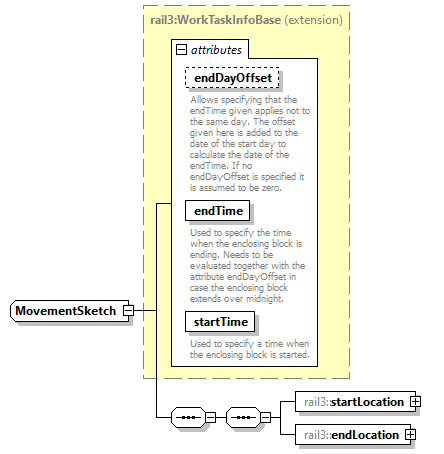 rail3:WorkTaskInfoBase (extension)
attributes
endDayOffset
Allows specifying that the
endTime given applies not to
the same day. The offset
given here is added to the
date of the start day to
calculate the date of the
endTime. If no
endDayOffset is specified it
is assumed to be zero.
endTime
Used to specify the time
when the enclosing block is
ending. Needs to be
evaluated together with the
attribute endDayOffset in
case the enclosing block
extends over midnight.
startTime
Used to specify a time when
the enclosing block is started.
MovementSketch
rail3::startLocation
rail3::endLocation